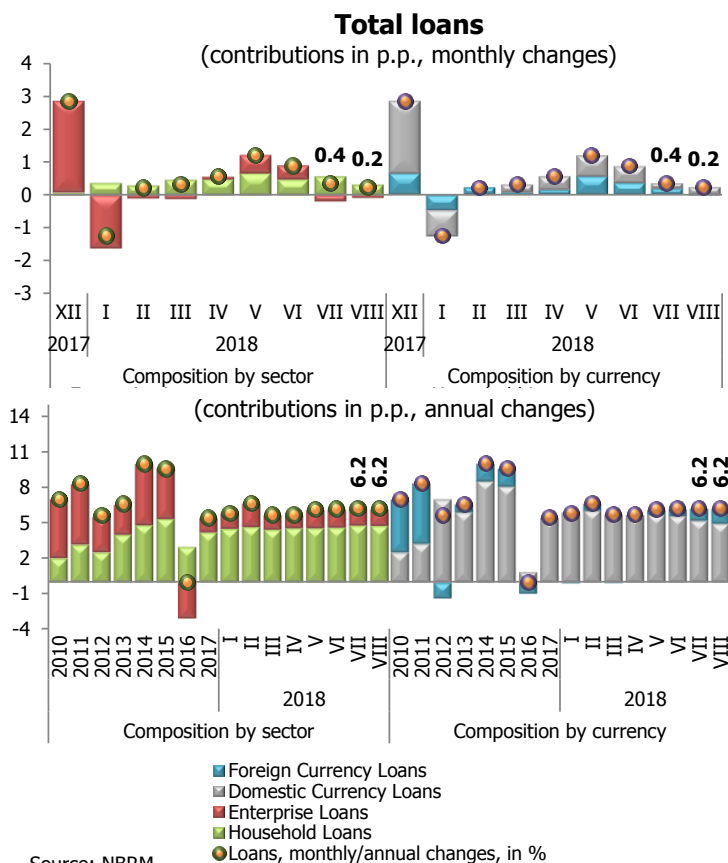 Total loans
(contributions in p.p., monthly changes)
4
3
2
1
0
-1
-2
-3
0.4 0.2 0.4 0.2
XII I II III IV V VI VII VIII XII I II III IV V VI VII VIII
2017 2018 2017 2018
Composition by sector Composition by currency
(contributions in p.p., annual changes)
14
11
8
5
2
-1
-4
6.2 6.2 6.2 6.2
2010 2011 2012 2013 2014 2015 2016 2017 I II III IV V VI VII VIII 2010 2011 2012 2013 2014 2015 2016 2017 I II III IV V VI VII VIII
2018 2018
Composition by sector Composition by currency
Foreign Currency Loans
Domestic Currency Loans
Enterprise Loans
Household Loans
Loans, monthly/annual changes, in %
Source: NBRM